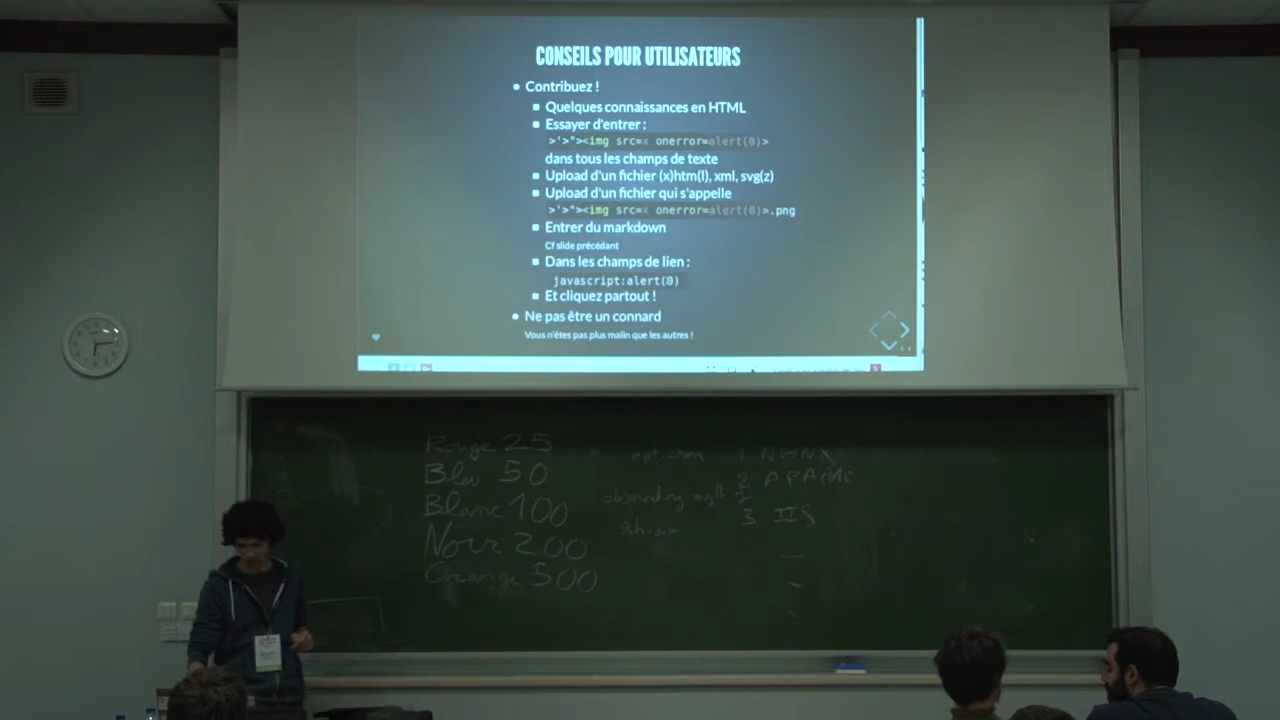 CONSEILS POUR UTILISATEURS
• Contribuez !
▪ Quelques connaissances en HTML
▪ Essayer d'entrer :
>'>"><img src=x onerror=alert(0)>
dans tous les champs de texte
▪ Upload d'un fichier (x)htm(l), xml, svg(z)
▪ Upload d'un fichier qui s'appelle
>'>"><img src=x onerror=alert(0)>.png
▪ Entrer du markdown
Cf slide précédant
▪ Dans les champs de lien :
javascript:alert(0)
▪ Et cliquez partout !
• Ne pas être un connard
Vous n'êtes pas plus malin que les autres !
Rouge 25
Bleu 50
Blanc 100
Noir 200
Orange 500
1 NGINX
2 APACHE
3 IIS